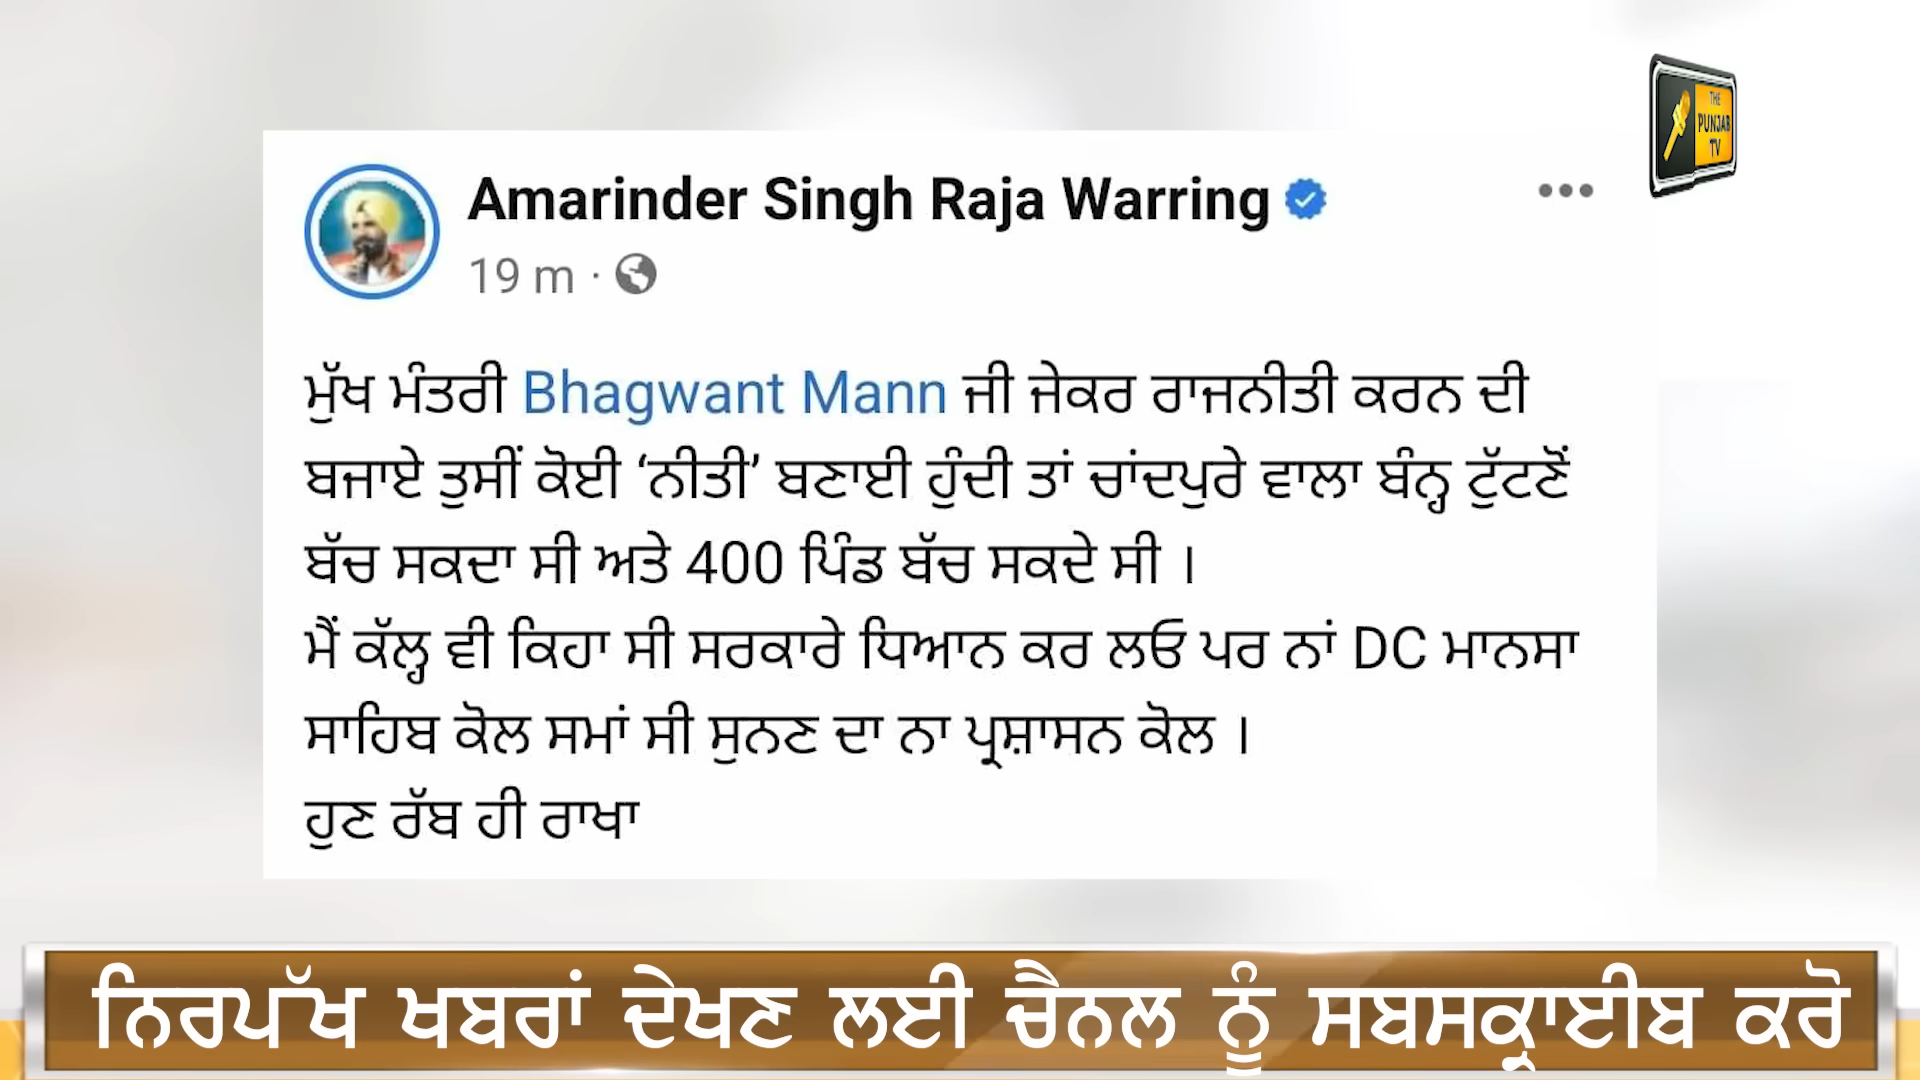 THE
PUNJAB
TV
Amarinder Singh Raja Warring
19 m ·
ਮੁੱਖ ਮੰਤਰੀ Bhagwant Mann ਜੀ ਜੇਕਰ ਰਾਜਨੀਤੀ ਕਰਨ ਦੀ
ਬਜਾਏ ਤੁਸੀਂ ਕੋਈ ‘ਨੀਤੀ’ ਬਣਾਈ ਹੁੰਦੀ ਤਾਂ ਚਾਂਦਪੁਰੇ ਵਾਲਾ ਬੰਨ੍ਹ ਟੁੱਟਣੋਂ
ਬੱਚ ਸਕਦਾ ਸੀ ਅਤੇ 400 ਪਿੰਡ ਬੱਚ ਸਕਦੇ ਸੀ ।
ਮੈਂ ਕੱਲ੍ਹ ਵੀ ਕਿਹਾ ਸੀ ਸਰਕਾਰੇ ਧਿਆਨ ਕਰ ਲਓ ਪਰ ਨਾਂ DC ਮਾਨਸਾ
ਸਾਹਿਬ ਕੋਲ ਸਮਾਂ ਸੀ ਸੁਨਣ ਦਾ ਨਾ ਪ੍ਰਸ਼ਾਸਨ ਕੋਲ ।
ਹੁਣ ਰੱਬ ਹੀ ਰਾਖਾ
ਨਿਰਪੱਖ ਖਬਰਾਂ ਦੇਖਣ ਲਈ ਚੈਨਲ ਨੂੰ ਸਬਸਕ੍ਰਾਈਬ ਕਰੋ